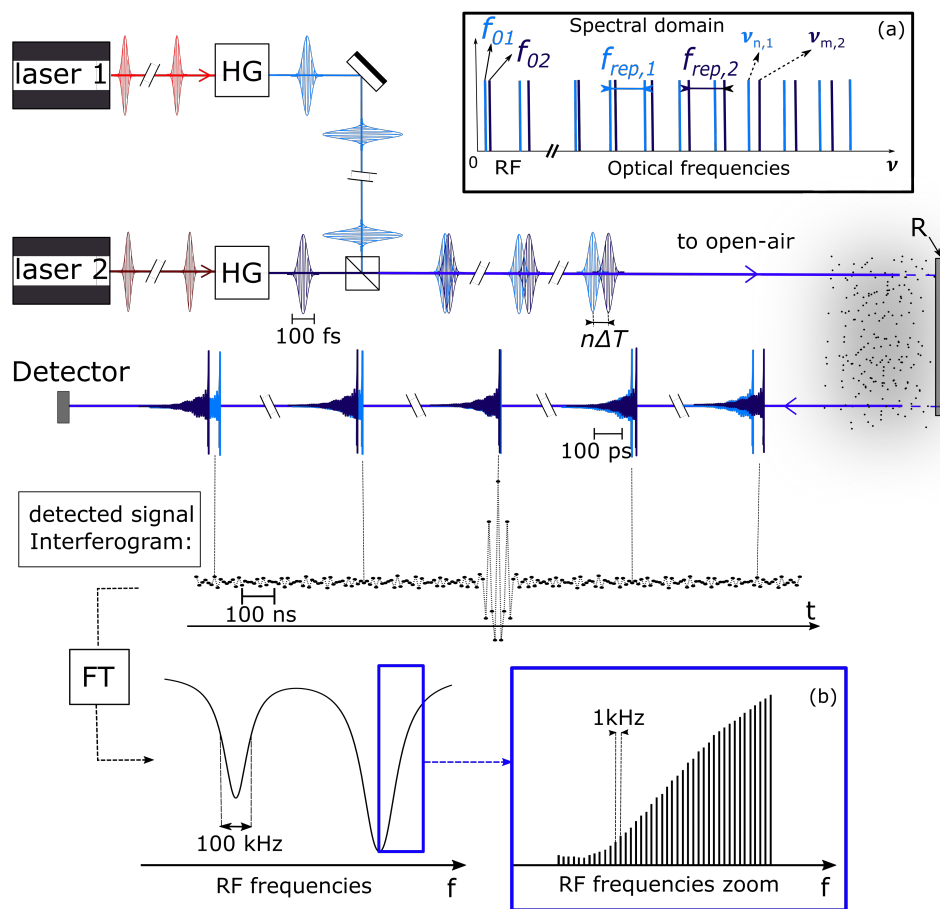 Spectral domain
(a)
f01
f02
frep,1
frep,2
νn,1
νm,2
0
RF
Optical frequencies
ν
laser 1
HG
laser 2
HG
to open-air
R
100 fs
nΔT
Detector
100 ps
detected signal
Interferogram:
100 ns
t
FT
100 kHz
RF frequencies
f
(b)
1kHz
RF frequencies zoom
f